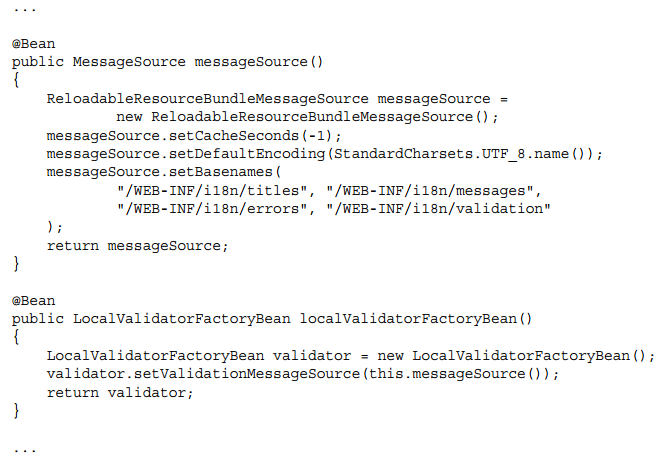 ...
@Bean
public MessageSource messageSource()
{
    ReloadableResourceBundleMessageSource messageSource =
            new ReloadableResourceBundleMessageSource();
    messageSource.setCacheSeconds(-1);
    messageSource.setDefaultEncoding(StandardCharsets.UTF_8.name());
    messageSource.setBasenames(
            "/WEB-INF/i18n/titles", "/WEB-INF/i18n/messages",
            "/WEB-INF/i18n/errors", "/WEB-INF/i18n/validation"
    );
    return messageSource;
}
@Bean
public LocalValidatorFactoryBean localValidatorFactoryBean()
{
    LocalValidatorFactoryBean validator = new LocalValidatorFactoryBean();
    validator.setValidationMessageSource(this.messageSource());
    return validator;
}
...